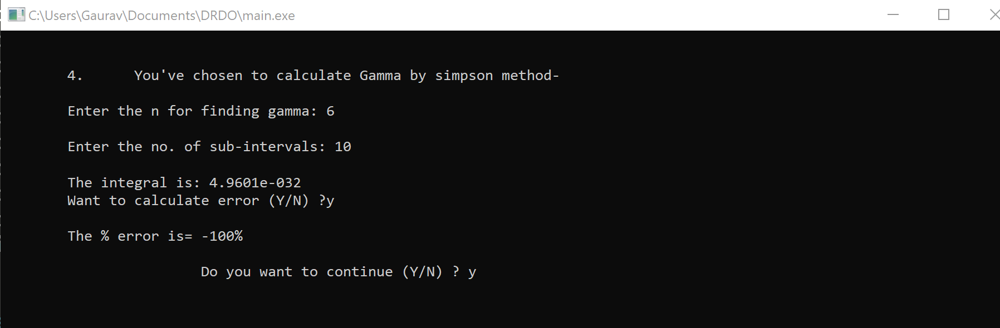 C:\Users\Gaurav\Documents\DRDO\main.exe
4. You've chosen to calculate Gamma by simpson method-
Enter the n for finding gamma: 6
Enter the no. of sub-intervals: 10
The integral is: 4.9601e-032
Want to calculate error (Y/N) ?y
The % error is= -100%
Do you want to continue (Y/N) ? y